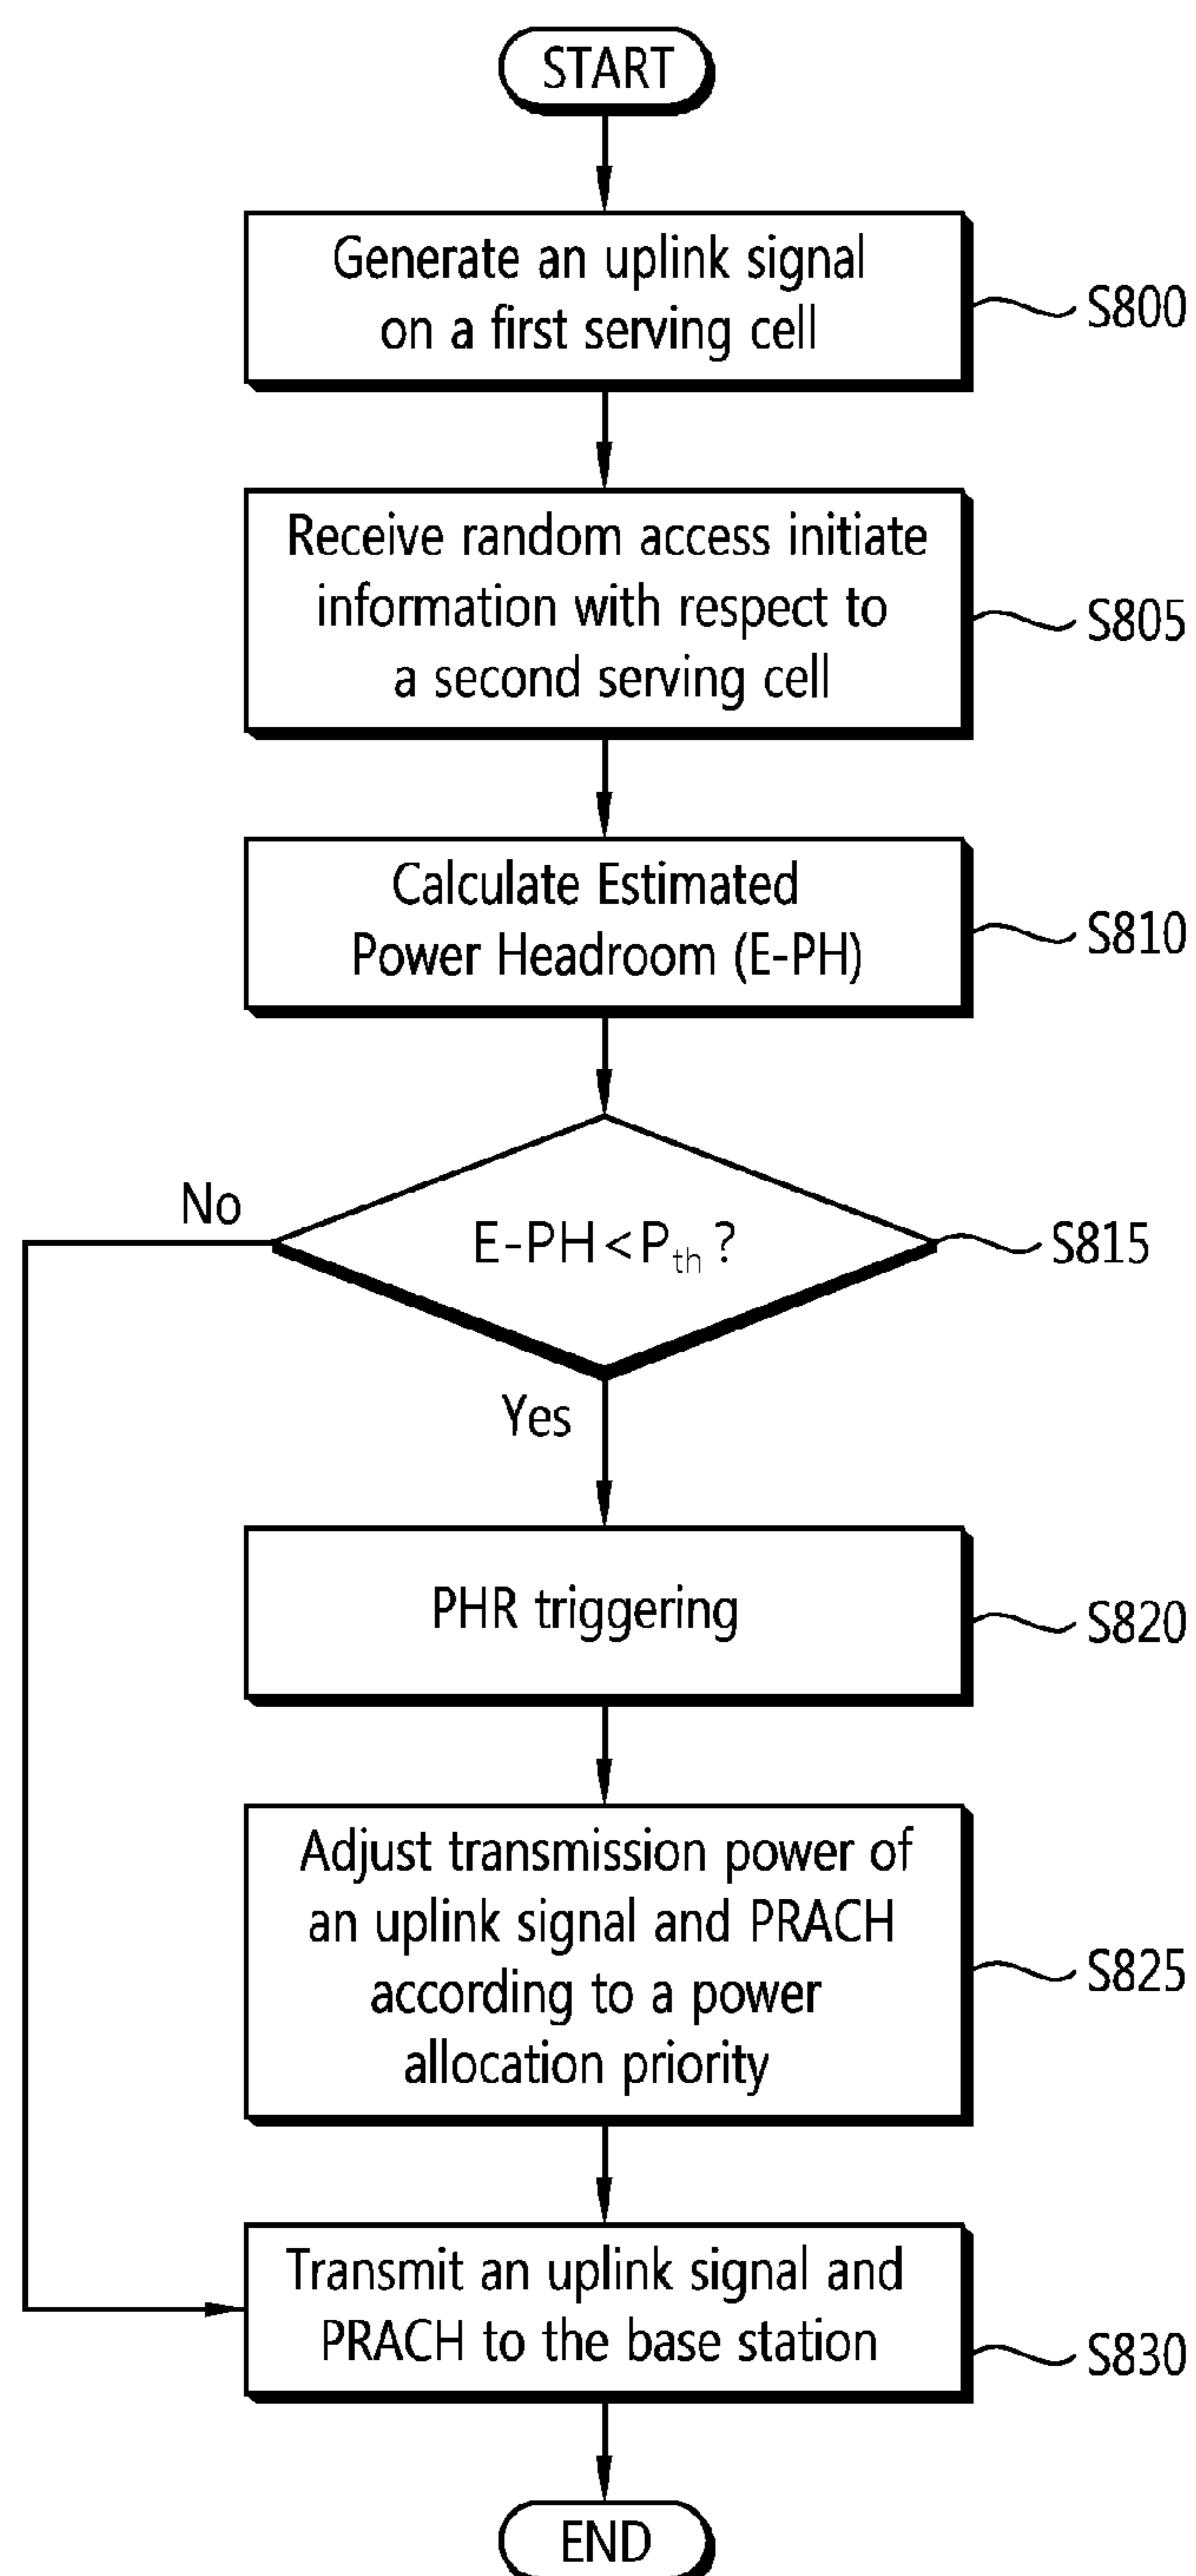 START
Generate an uplink signal
on a first serving cell
S800
Receive random access initiate
information with respect to
a second serving cell
S805
Calculate Estimated
Power Headroom (E-PH)
S810
No
E-PH<Pth ?
S815
Yes
PHR triggering
S820
Adjust transmission power of
an uplink signal and PRACH
according to a power
allocation priority
S825
Transmit an uplink signal and
PRACH to the base station
S830
END